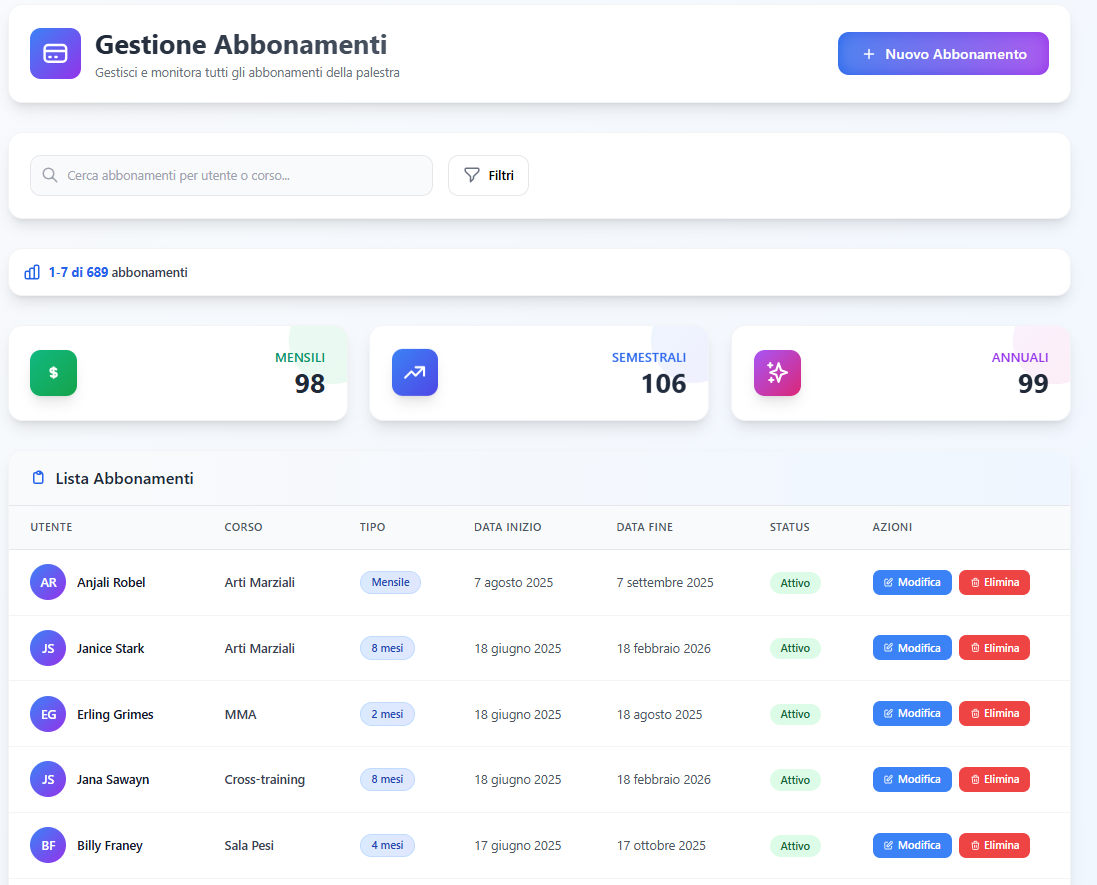 Gestione Abbonamenti
Gestisci e monitora tutti gli abbonamenti della palestra
+ Nuovo Abbonamento
Cerca abbonamenti per utente o corso...
Filtri
1-7 di 689 abbonamenti
$
MENSILI
98
SEMESTRALI
106
ANNUALI
99
Lista Abbonamenti
UTENTE CORSO TIPO DATA INIZIO DATA FINE STATUS AZIONI
AR Anjali Robel Arti Marziali Mensile 7 agosto 2025 7 settembre 2025 Attivo Modifica Elimina
JS Janice Stark Arti Marziali 8 mesi 18 giugno 2025 18 febbraio 2026 Attivo Modifica Elimina
EG Erling Grimes MMA 2 mesi 18 giugno 2025 18 agosto 2025 Attivo Modifica Elimina
JS Jana Sawayn Cross-training 8 mesi 18 giugno 2025 18 febbraio 2026 Attivo Modifica Elimina
BF Billy Franey Sala Pesi 4 mesi 17 giugno 2025 17 ottobre 2025 Attivo Modifica Elimina